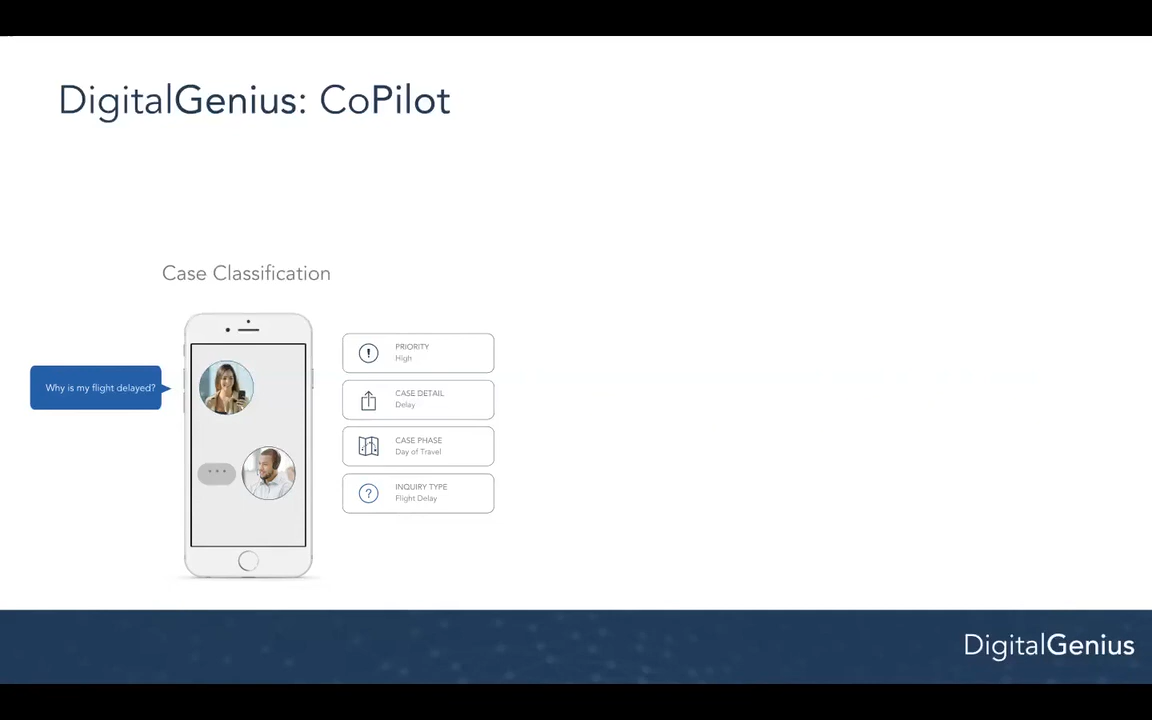 DigitalGenius: CoPilot
Case Classification
Why is my flight delayed?
PRIORITY
High
CASE DETAIL
Delay
CASE PHASE
Day of Travel
INQUIRY TYPE
Flight Delay
DigitalGenius